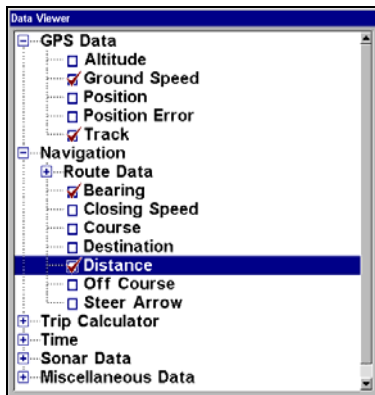 Data Viewer
GPS Data
Altitude
Ground Speed
Position
Position Error
Track
Navigation
Route Data
Bearing
Closing Speed
Course
Destination
Distance
Off Course
Steer Arrow
Trip Calculator
Time
Sonar Data
Miscellaneous Data